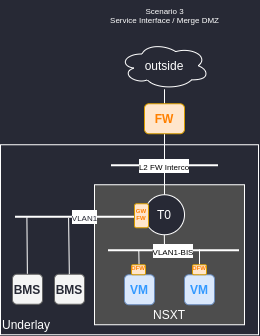 Scenario 3
Service Interface / Merge DMZ
outside
FW
L2 FW Interco
GW
FW
T0
VLAN1
VLAN1-BIS
DFW
DFW
BMS
BMS
VM
VM
NSXT
Underlay